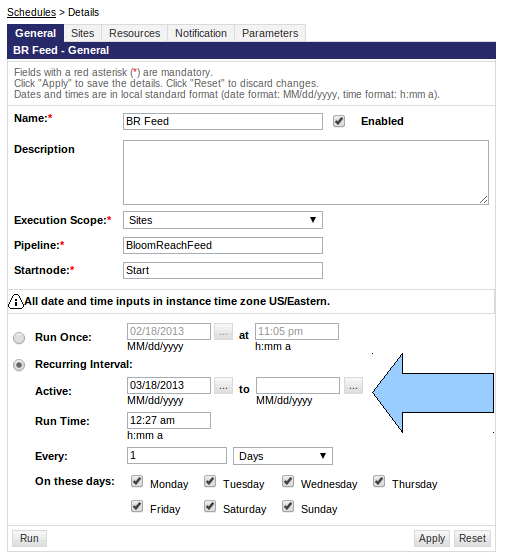 Schedules > Details
General Sites Resources Notification Parameters
BR Feed - General
Fields with a red asterisk (*) are mandatory.
Click "Apply" to save the details. Click "Reset" to discard changes.
Dates and times are in local standard format (date format: MM/dd/yyyy, time format: h:mm a).
Name:* BR Feed Enabled
Description
Execution Scope:* Sites
Pipeline:* BloomReachFeed
Startnode:* Start
All date and time inputs in instance time zone US/Eastern.
Run Once: 02/18/2013 ... at 11:05 pm
MM/dd/yyyy h:mm a
Recurring Interval:
Active: 03/18/2013 ... to ...
MM/dd/yyyy MM/dd/yyyy
Run Time: 12:27 am
h:mm a
Every: 1 Days
On these days: Monday Tuesday Wednesday Thursday
Friday Saturday Sunday
Run Apply Reset